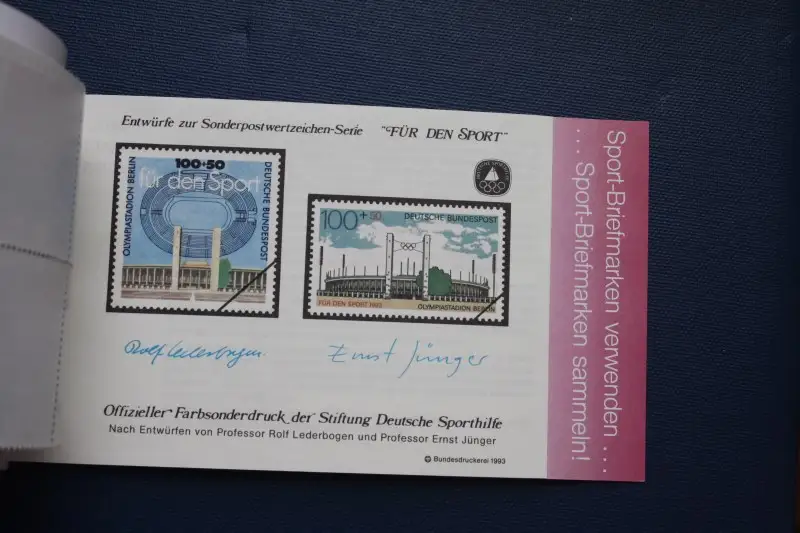 Entwürfe zur Sonderpostwertzeichen-Serie "FÜR DEN SPORT"
100+50
für den Sport
OLYMPIASTADION BERLIN
DEUTSCHE BUNDESPOST
100+50
DEUTSCHE BUNDESPOST
FÜR DEN SPORT 1993
OLYMPIASTADION BERLIN
Rolf Lederbogen
Ernst Jünger
Offizieller Farbsonderdruck der Stiftung Deutsche Sporthilfe
Nach Entwürfen von Professor Rolf Lederbogen und Professor Ernst Jünger
© Bundesdruckerei 1993
Sport-Briefmarken verwenden ...
... Sport-Briefmarken sammeln!